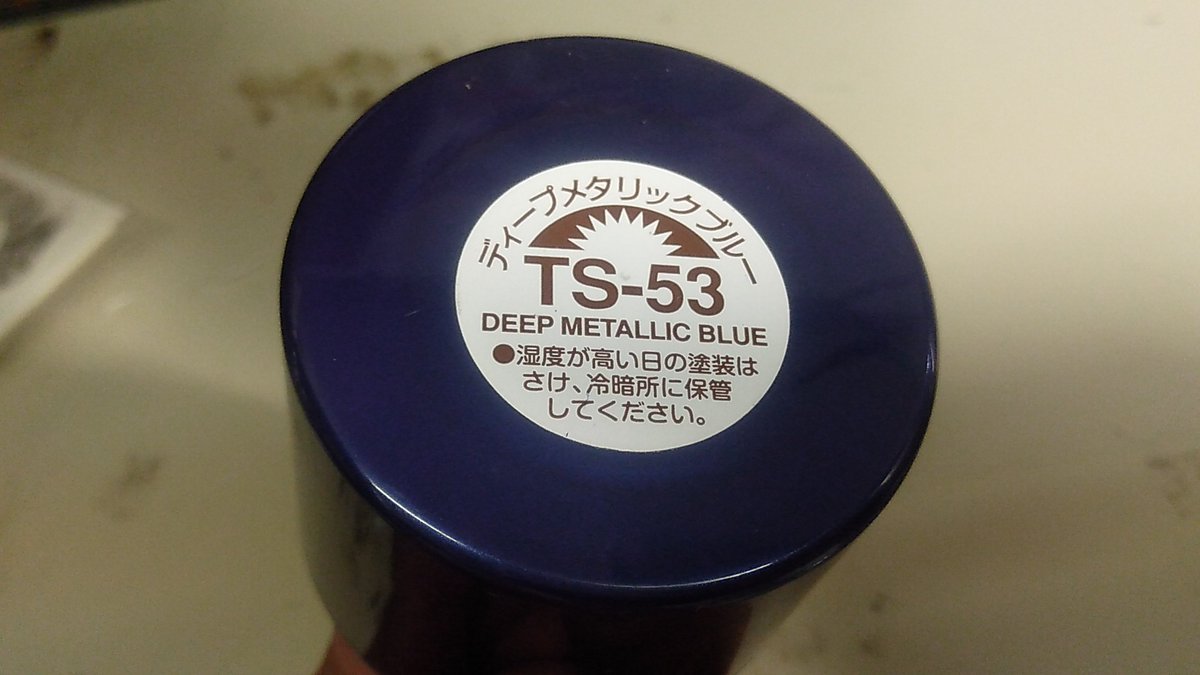 ディープメタリックブルー
TS-53
DEEP METALLIC BLUE
●湿度が高い日の塗装は
さけ、冷暗所に保管
してください。